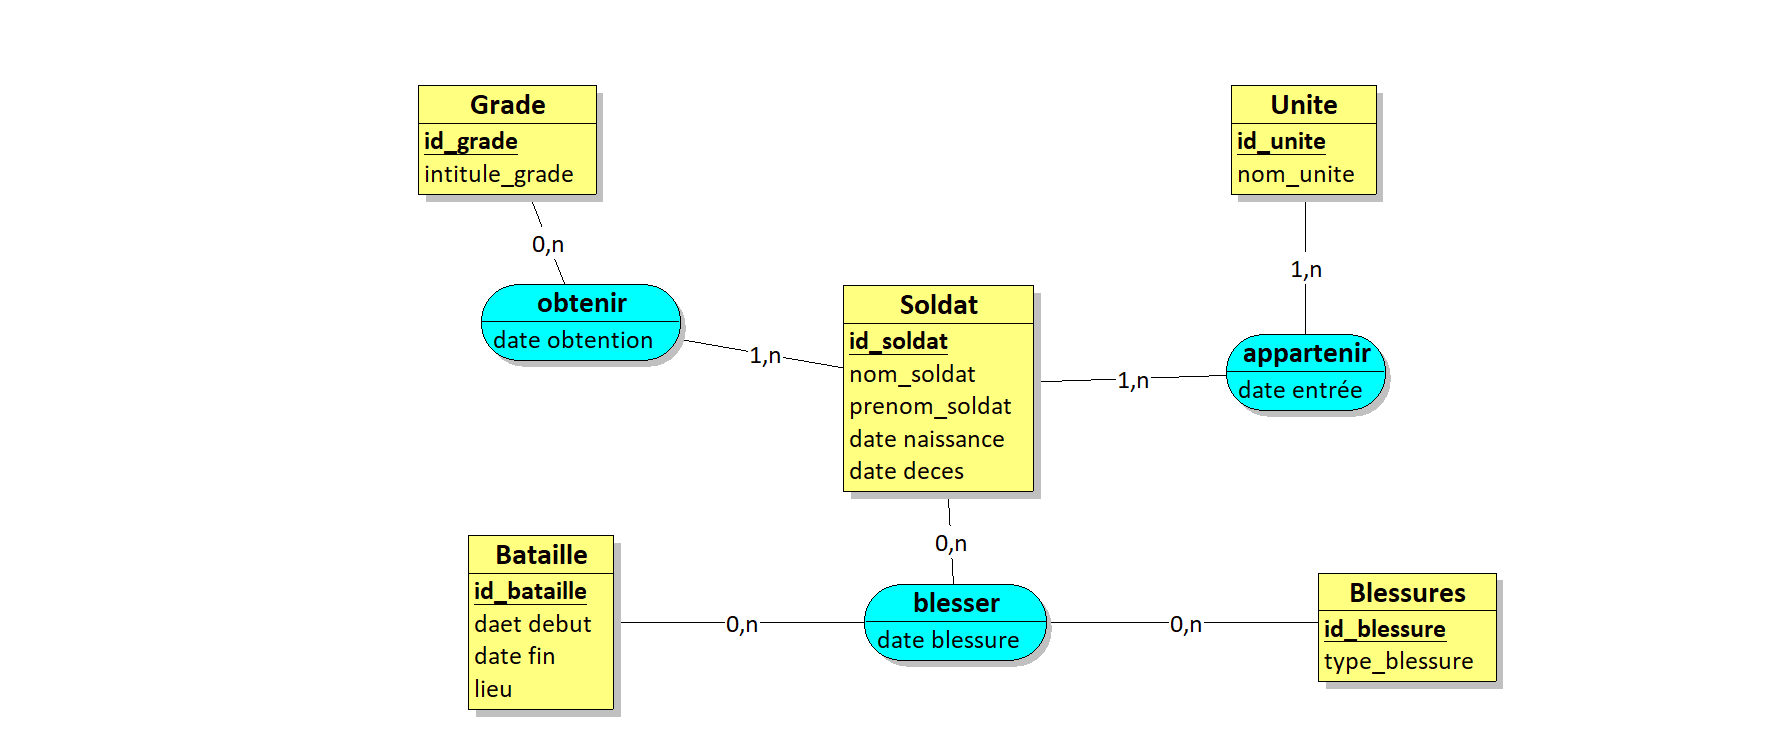 Grade
id_grade
intitule_grade
Unite
id_unite
nom_unite
0,n
1,n
obtenir
date obtention
1,n
Soldat
id_soldat
nom_soldat
prenom_soldat
date naissance
date deces
1,n
appartenir
date entrée
0,n
Bataille
id_bataille
daet debut
date fin
lieu
0,n
blesser
date blessure
0,n
Blessures
id_blessure
type_blessure